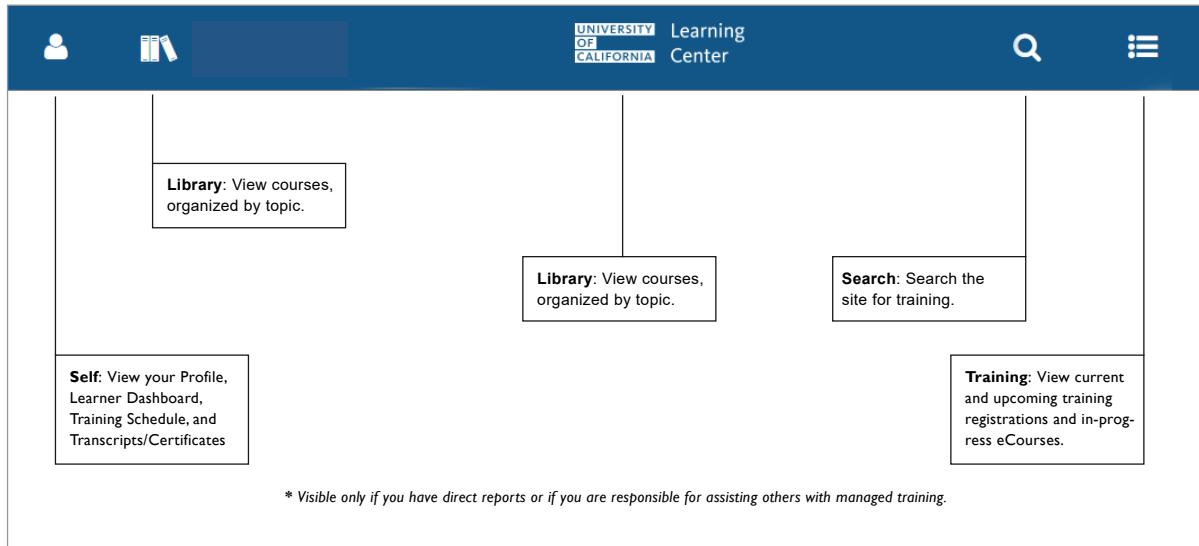 UNIVERSITY
OF
CALIFORNIA
Learning
Center
Library: View courses,
organized by topic.
Library: View courses,
organized by topic.
Search: Search the
site for training.
Self: View your Profile,
Learner Dashboard,
Training Schedule, and
Transcripts/Certificates
Training: View current
and upcoming training
registrations and in-prog-
ress eCourses.
* Visible only if you have direct reports or if you are responsible for assisting others with managed training.